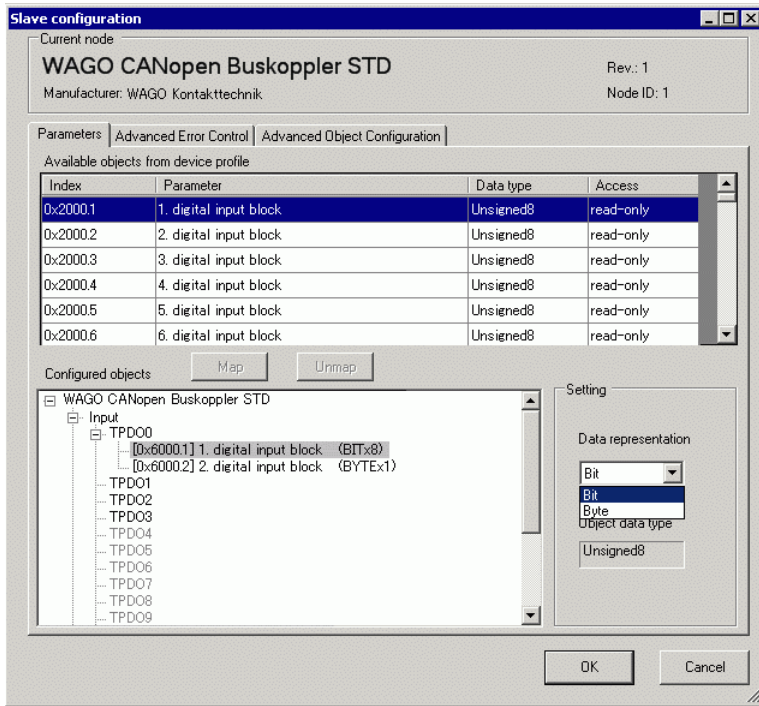 Slave configuration
Current node
WAGO CANopen Buskoppler STD
Rev.: 1
Manufacturer: WAGO Kontakttechnik
Node ID: 1
Parameters
Advanced Error Control
Advanced Object Configuration
Available objects from device profile
Index Parameter Data type Access
0x2000.1 1. digital input block Unsigned8 read-only
0x2000.2 2. digital input block Unsigned8 read-only
0x2000.3 3. digital input block Unsigned8 read-only
0x2000.4 4. digital input block Unsigned8 read-only
0x2000.5 5. digital input block Unsigned8 read-only
0x2000.6 6. digital input block Unsigned8 read-only
Configured objects
Map
Unmap
WAGO CANopen Buskoppler STD
Input
TPDO0
[0x6000.1] 1. digital input block (BITx8)
[0x6000.2] 2. digital input block (BYTEx1)
TPDO1
TPDO2
TPDO3
TPDO4
TPDO5
TPDO6
TPDO7
TPDO8
TPDO9
Setting
Data representation
Bit
Bit
Byte
Object data type
Unsigned8
OK
Cancel